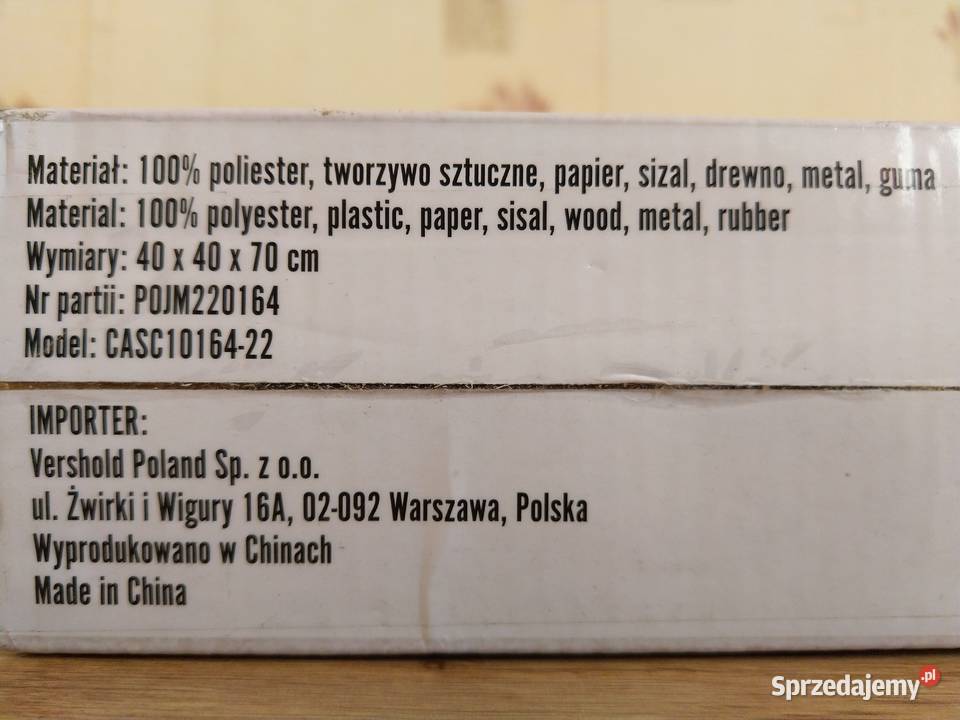 Materiał: 100% poliester, tworzywo sztuczne, papier, sizal, drewno, metal, guma
Material: 100% polyester, plastic, paper, sisal, wood, metal, rubber
Wymiary: 40 x 40 x 70 cm
Nr partii: POJM220164
Model: CASC10164-22
IMPORTER:
Vershold Poland Sp. z o.o.
ul. Żwirki i Wigury 16A, 02-092 Warszawa, Polska
Wyprodukowano w Chinach
Made in China
Sprzedajemy.pl